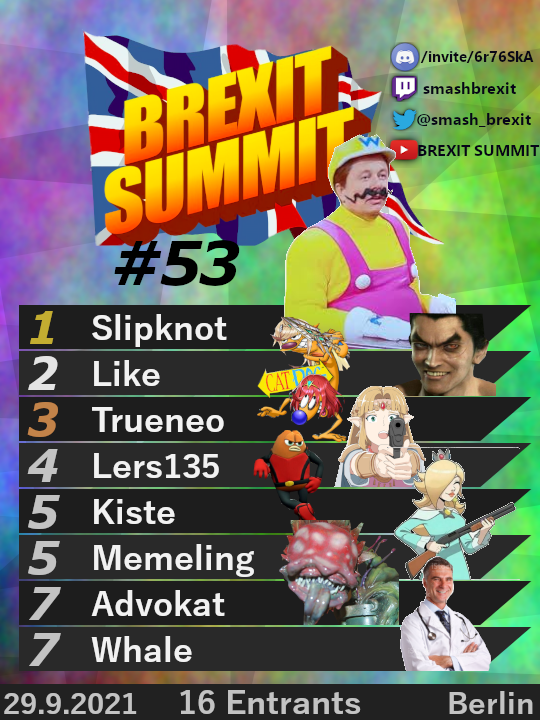 BREXIT
SUMMIT
#53
/invite/6r76SkA
smashbrexit
@smash_brexit
BREXIT SUMMIT
W
1 Slipknot
2 Like
CAT DOG
3 Trueneo
4 Lers135
5 Kiste
5 Memeling
7 Advokat
7 Whale
29.9.2021 16 Entrants Berlin